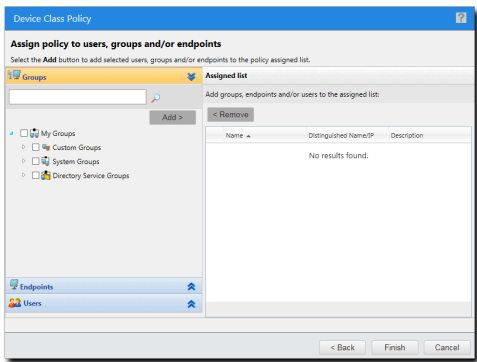 Device Class Policy
?
Assign policy to users, groups and/or endpoints
Select the Add button to add selected users, groups and/or endpoints to the policy assigned list.
Groups
Assigned list
Add groups, endpoints and/or users to the assigned list:
Add >
< Remove
My Groups
Custom Groups
System Groups
Directory Service Groups
Name Distinguished Name/IP Description
No results found.
Endpoints
Users
< Back Finish Cancel